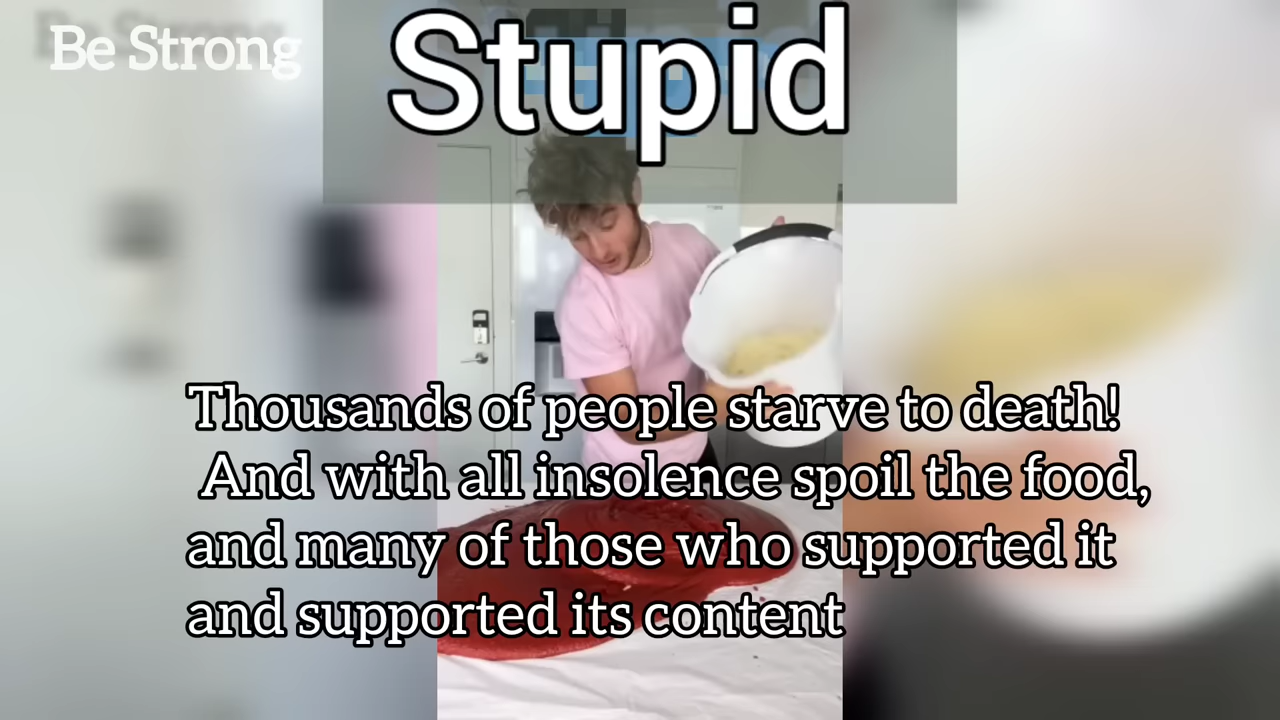 Be Strong
Stupid
Thousands of people starve to death!
And with all insolence spoil the food,
and many of those who supported it
and supported its content